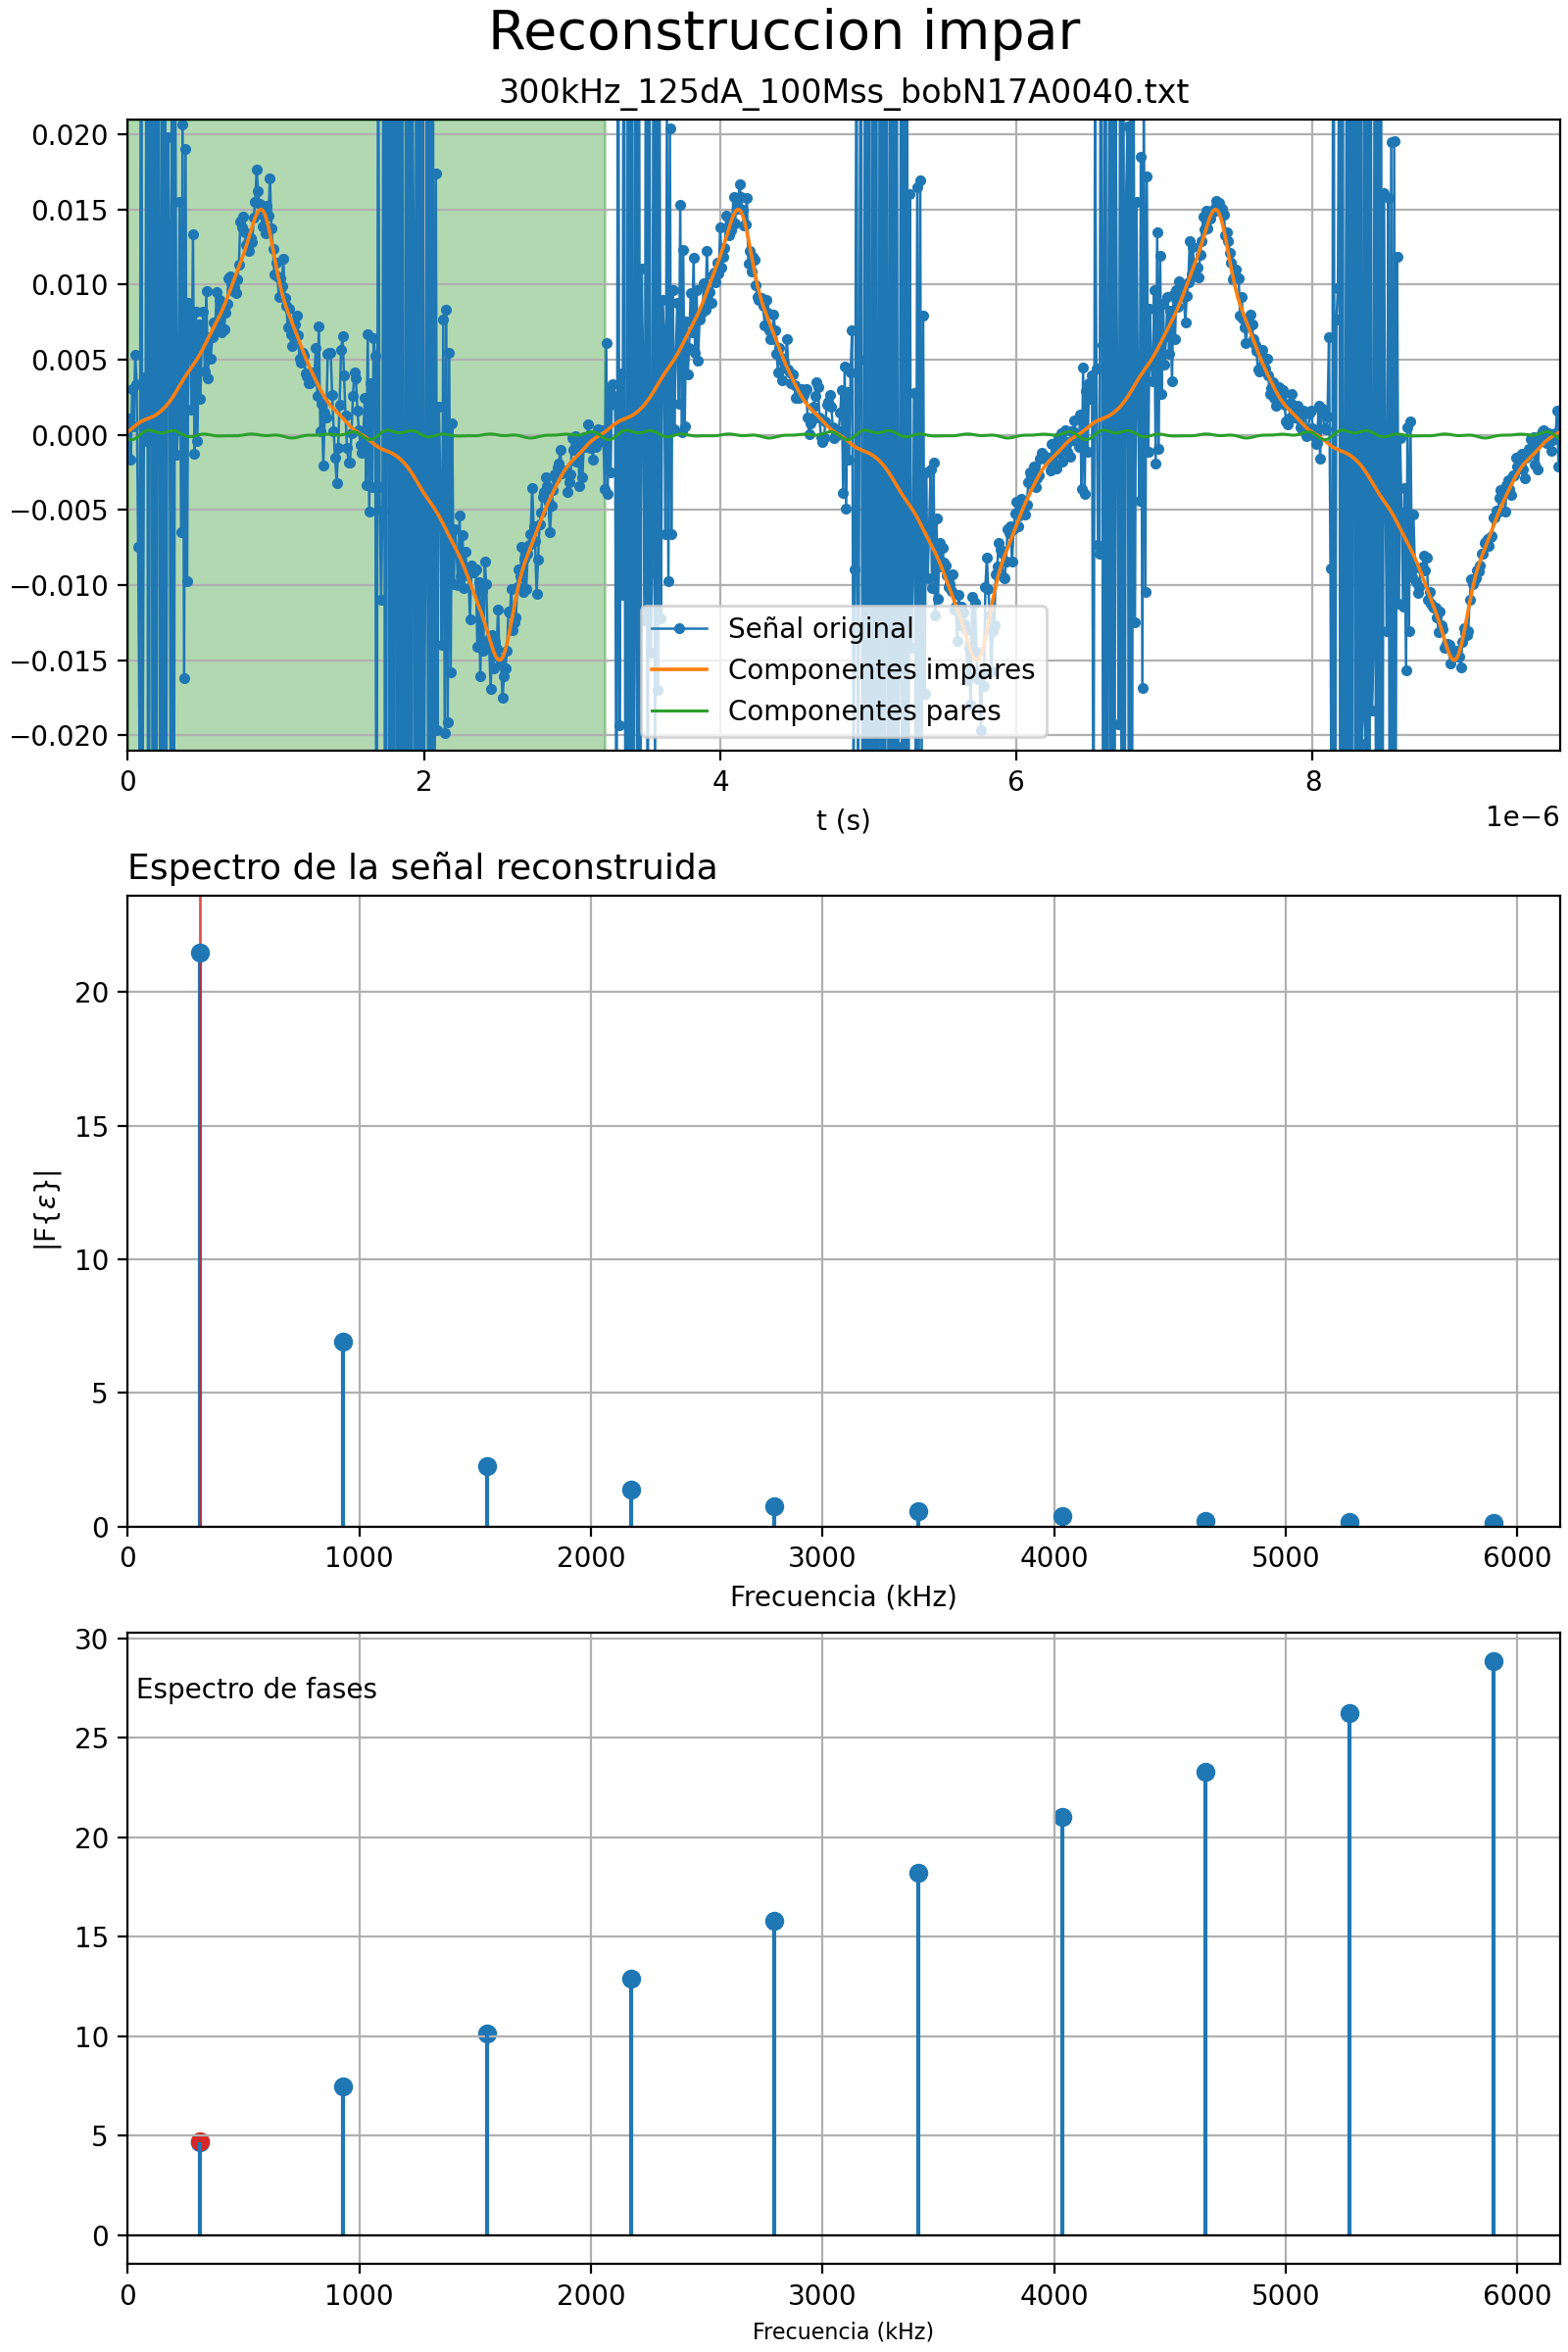 Reconstruccion impar
300kHz_125dA_100Mss_bobN17A0040.txt
0.020
0.015
0.010
0.005
0.000
−0.005
−0.010
−0.015
−0.020
Señal original
Componentes impares
Componentes pares
0 2 4 6 8
1e−6
t (s)
Espectro de la señal reconstruida
20
15
10
5
0
|F{ε}|
0 1000 2000 3000 4000 5000 6000
Frecuencia (kHz)
30
Espectro de fases
25
20
15
10
5
0
0 1000 2000 3000 4000 5000 6000
Frecuencia (kHz)